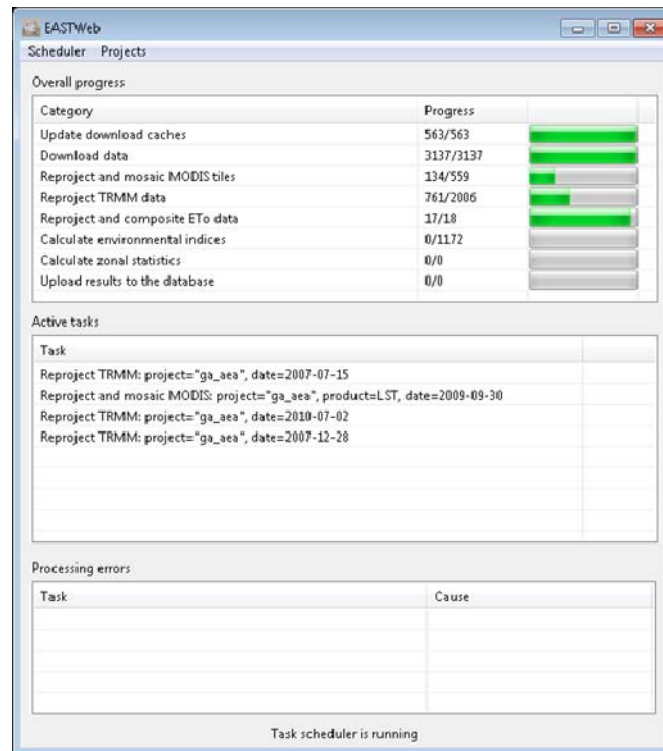 EASTWeb
Scheduler Projects
Overall progress
Category Progress
Update download caches 563/563
Download data 3137/3137
Reproject and mosaic MODIS tiles 134/559
Reproject TRMM data 761/2006
Reproject and composite ETo data 17/18
Calculate environmental indices 0/1172
Calculate zonal statistics 0/0
Upload results to the database 0/0
Active tasks
Task
Reproject TRMM: project="ga_aea", date=2007-07-15
Reproject and mosaic MODIS: project="ga_aea", product=LST, date=2009-09-30
Reproject TRMM: project="ga_aea", date=2010-07-02
Reproject TRMM: project="ga_aea", date=2007-12-28
Processing errors
Task Cause
Task scheduler is running